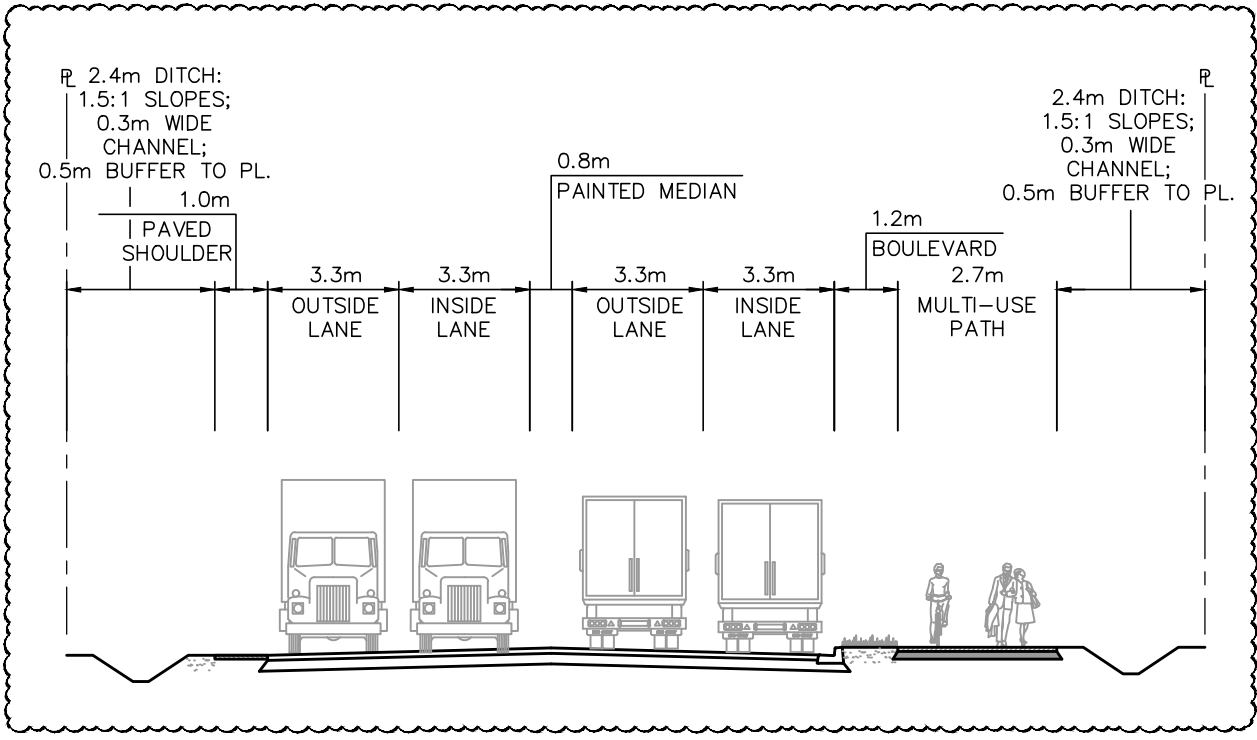 PL 2.4m DITCH:
1.5:1 SLOPES;
0.3m WIDE
CHANNEL;
0.5m BUFFER TO PL.
1.0m
PAVED
SHOULDER
3.3m
OUTSIDE
LANE
3.3m
INSIDE
LANE
0.8m
PAINTED MEDIAN
3.3m
OUTSIDE
LANE
3.3m
INSIDE
LANE
1.2m
BOULEVARD
2.7m
MULTI-USE
PATH
PL
2.4m DITCH:
1.5:1 SLOPES;
0.3m WIDE
CHANNEL;
0.5m BUFFER TO PL.